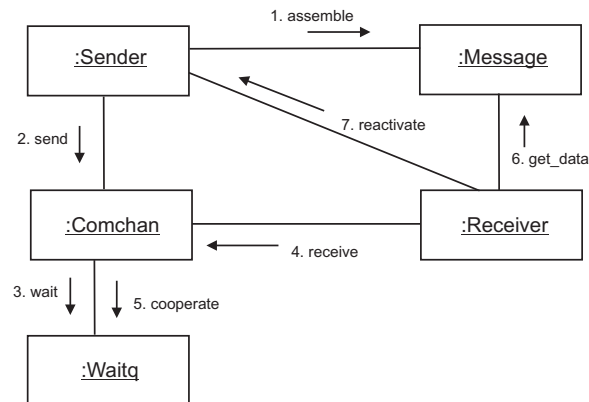 1. assemble
:Sender
:Message
2. send
7. reactivate
6. get_data
:Comchan
:Receiver
4. receive
3. wait
5. cooperate
:Waitq